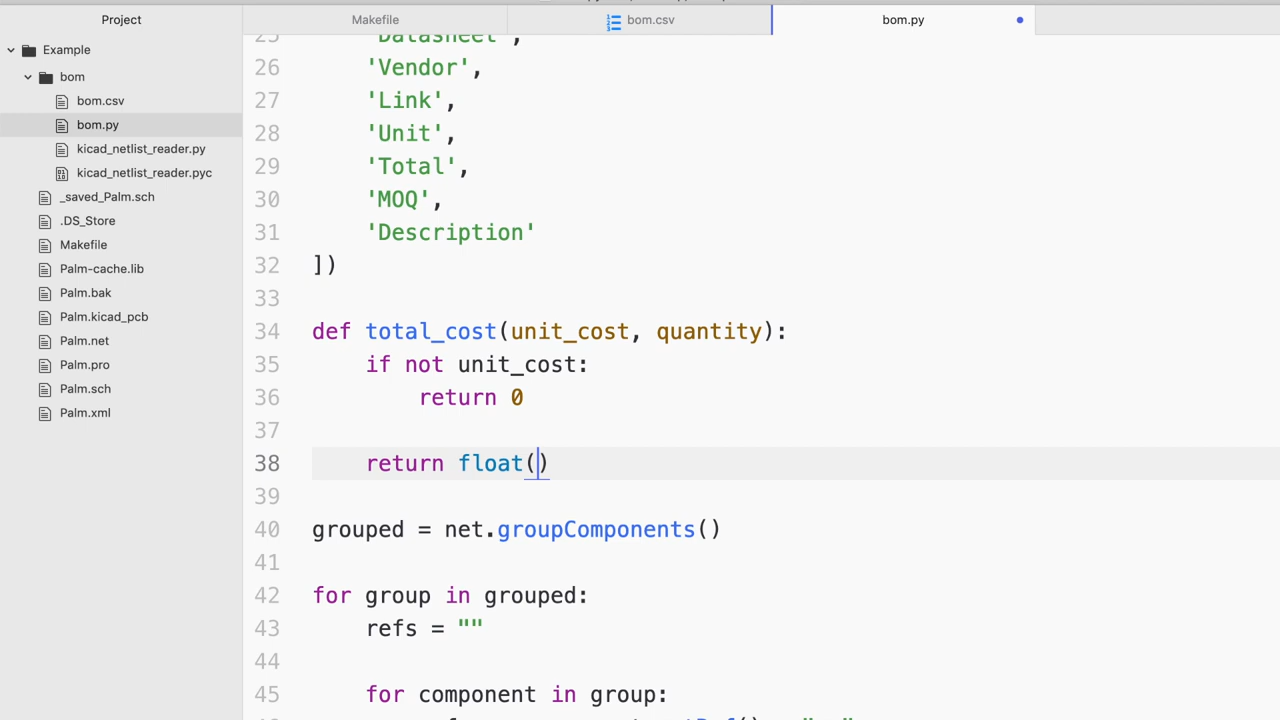 Project
Makefile
bom.csv
bom.py
Example
bom
bom.csv
bom.py
kicad_netlist_reader.py
kicad_netlist_reader.pyc
_saved_Palm.sch
.DS_Store
Makefile
Palm-cache.lib
Palm.bak
Palm.kicad_pcb
Palm.net
Palm.pro
Palm.sch
Palm.xml
25 'Datasheet',
26 'Vendor',
27 'Link',
28 'Unit',
29 'Total',
30 'MOQ',
31 'Description'
32 ])
33
34 def total_cost(unit_cost, quantity):
35 if not unit_cost:
36 return 0
37
38 return float()
39
40 grouped = net.groupComponents()
41
42 for group in grouped:
43 refs = ""
44
45 for component in group: